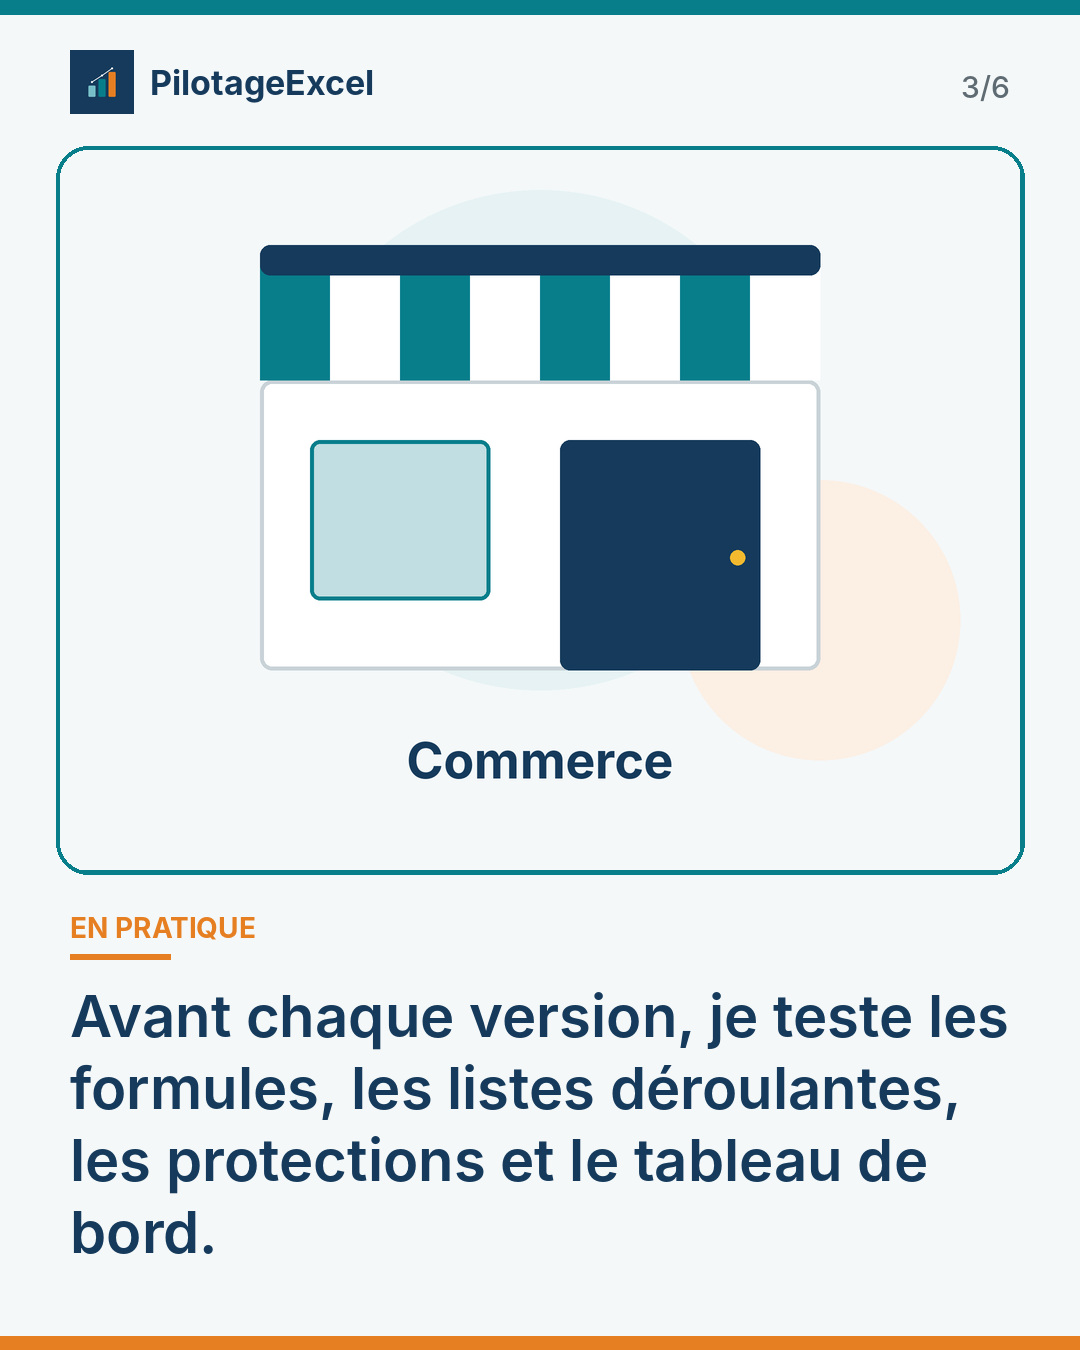 PilotageExcel
3/6
Commerce
EN PRATIQUE
Avant chaque version, je teste les
formules, les listes déroulantes,
les protections et le tableau de
bord.